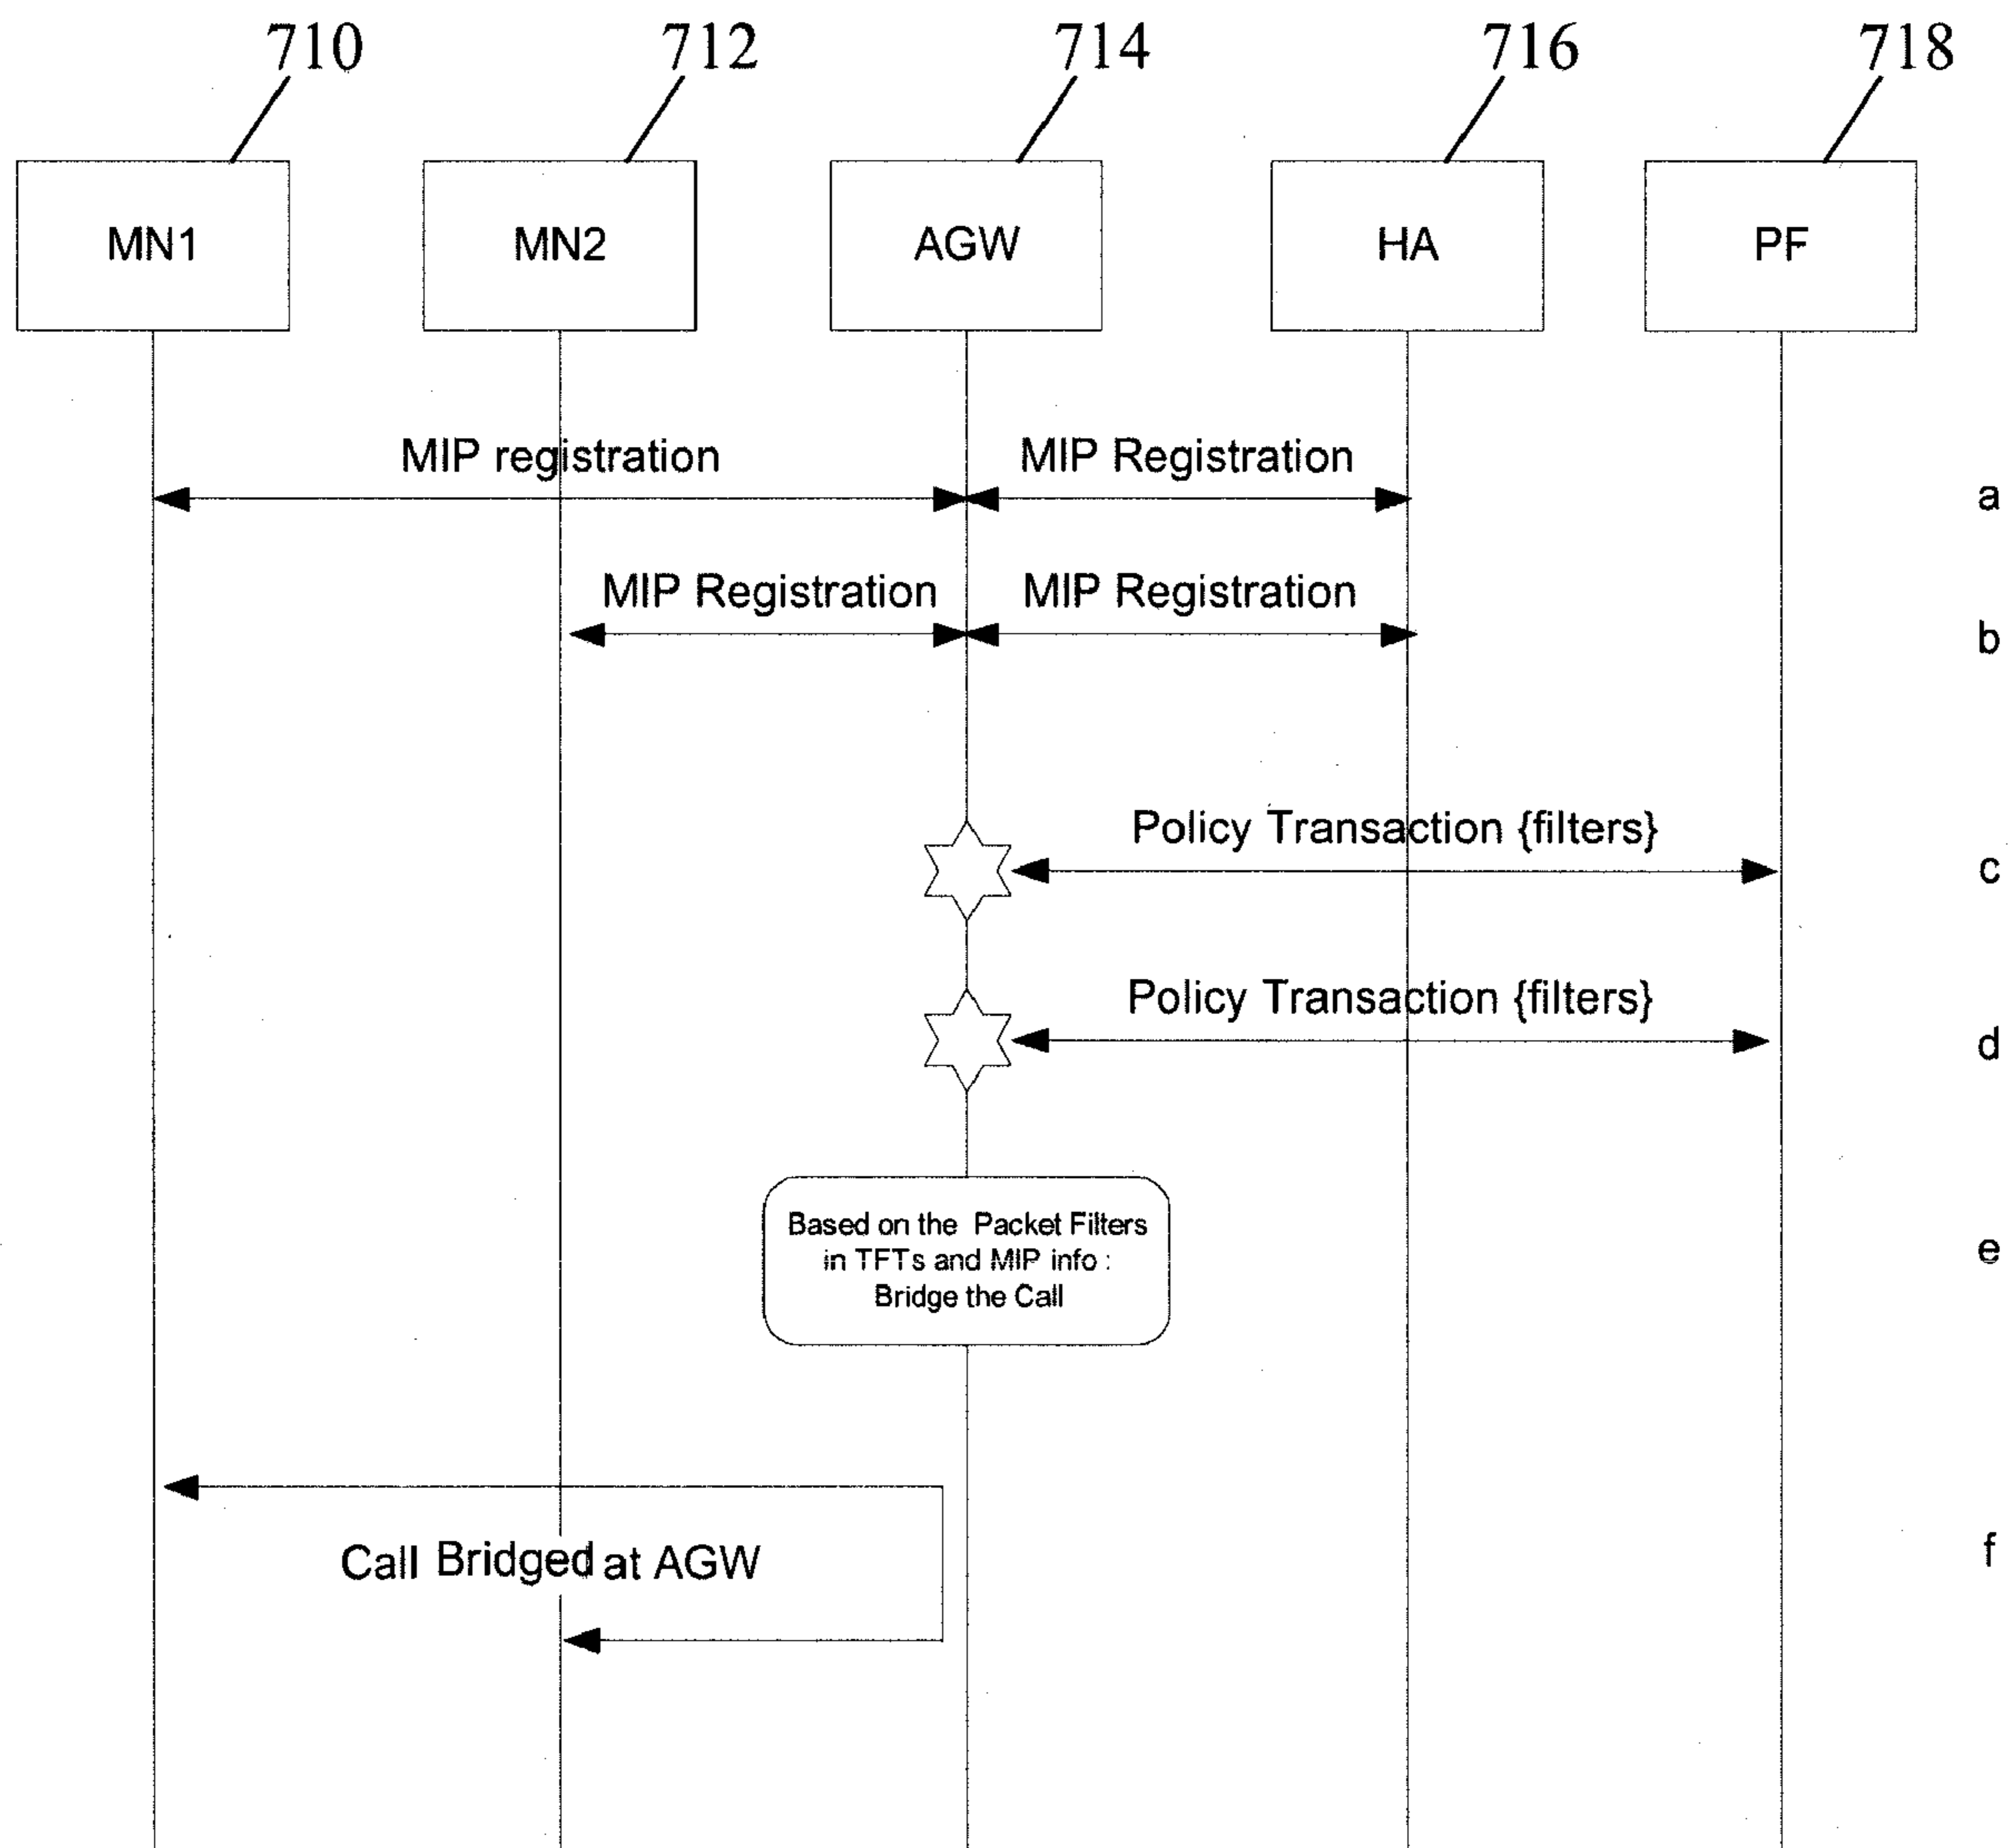 710 712 714 716 718
MN1 MN2 AGW HA PF
MIP registration MIP Registration
a
MIP Registration MIP Registration
b
Policy Transaction {filters}
c
Policy Transaction {filters}
d
Based on the Packet Filters
in TFTs and MIP info :
Bridge the Call
e
Call Bridged at AGW
f